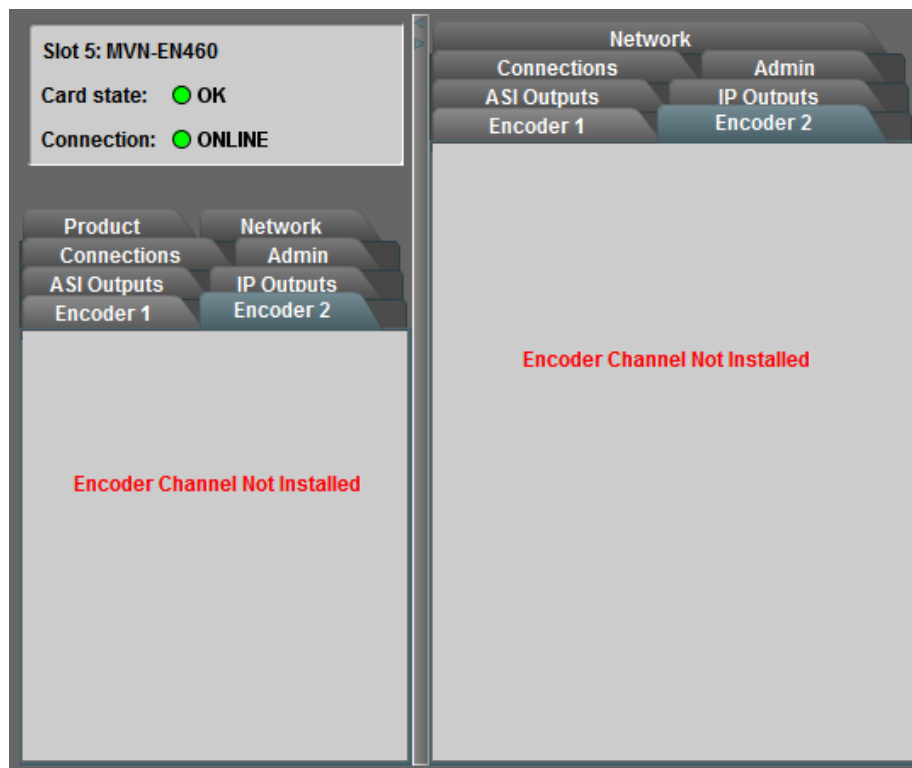 Slot 5: MVN-EN460
Card state: OK
Connection: ONLINE
Product Network
Connections Admin
ASI Outputs IP Outputs
Encoder 1 Encoder 2
Encoder Channel Not Installed
Network
Connections Admin
ASI Outputs IP Outputs
Encoder 1 Encoder 2
Encoder Channel Not Installed